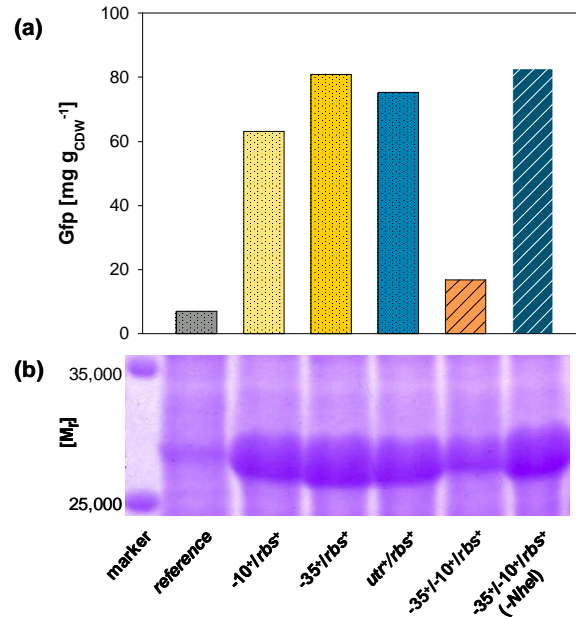 (a)
100
80
60
40
20
0
Gfp [mg g_CDW⁻¹]
(b)
35,000
[Mr]
25,000
marker
reference
-10⁺/rbs⁺
-35⁺/rbs⁺
utr⁺/rbs⁺
-35⁺/-10⁺/rbs⁺
-35⁺/-10⁺/rbs⁺
(-NheI)